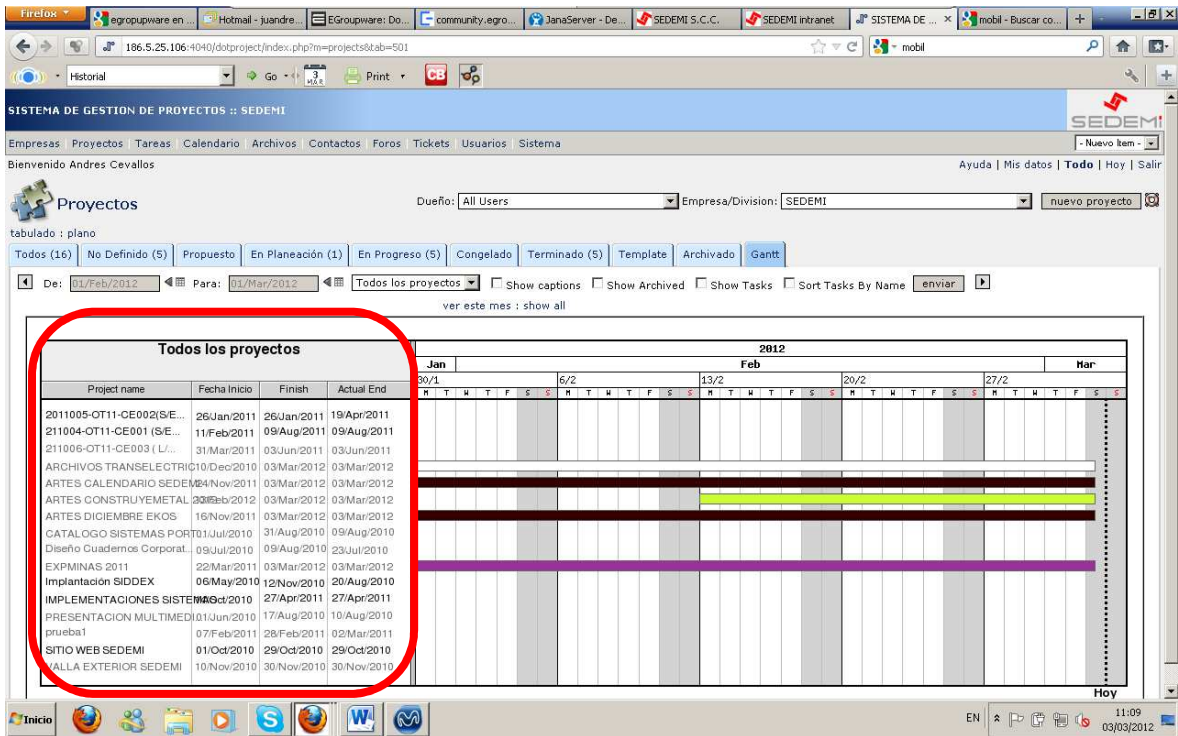 Firefox
egropupware en ...
Hotmail - juandre...
EGroupware: Do...
community.egro...
JanaServer - De...
SEDEMI S.C.C.
SEDEMI intranet
SISTEMA DE ... ×
mobil - Buscar co...
186.5.25.106:4040/dotproject/index.php?m=projects&tab=501
mobil
Historial Go Print CB
SISTEMA DE GESTION DE PROYECTOS :: SEDEMI
SEDEMI
Empresas Proyectos Tareas Calendario Archivos Contactos Foros Tickets Usuarios Sistema
- Nuevo Item -
Bienvenido Andres Cevallos
Ayuda | Mis datos | Todo | Hoy | Salir
Proyectos
Dueño: All Users Empresa/Division: SEDEMI nuevo proyecto
tabulado : plano
Todos (16) No Definido (5) Propuesto En Planeación (1) En Progreso (5) Congelado Terminado (5) Template Archivado Gantt
De: 01/Feb/2012 Para: 01/Mar/2012 Todos los proyectos Show captions Show Archived Show Tasks Sort Tasks By Name enviar
ver este mes : show all
Todos los proyectos
2012
Jan Feb Mar
30/1 6/2 13/2 20/2 27/2
M T W T F S S M T W T F S S M T W T F S S M T W T F S S M T W T F S S
Project name Fecha Inicio Finish Actual End
2011005-OT11-CE002(S/E... 26/Jan/2011 26/Jan/2011 19/Apr/2011
211004-OT11-CE001 (S/E... 11/Feb/2011 09/Aug/2011 09/Aug/2011
211006-OT11-CE003 ( L/... 31/Mar/2011 03/Jun/2011 03/Jun/2011
ARCHIVOS TRANSELECTRIC 10/Dec/2010 03/Mar/2012 03/Mar/2012
ARTES CALENDARIO SEDEMI 24/Nov/2011 03/Mar/2012 03/Mar/2012
ARTES CONSTRUYEMETAL /Feb/2012 03/Mar/2012 03/Mar/2012
ARTES DICIEMBRE EKOS 16/Nov/2011 03/Mar/2012 03/Mar/2012
CATALOGO SISTEMAS PORT 01/Jul/2010 31/Aug/2010 09/Aug/2010
Diseño Cuadernos Corporat... 09/Jul/2010 09/Aug/2010 23/Jul/2010
EXPMINAS 2011 22/Mar/2011 03/Mar/2012 03/Mar/2012
Implantación SIDDEX 06/May/2010 12/Nov/2010 20/Aug/2010
IMPLEMENTACIONES SISTEMAS /Oct/2010 27/Apr/2011 27/Apr/2011
PRESENTACION MULTIMEDI 01/Jun/2010 17/Aug/2010 10/Aug/2010
prueba1 07/Feb/2011 28/Feb/2011 02/Mar/2011
SITIO WEB SEDEMI 01/Oct/2010 29/Oct/2010 29/Oct/2010
VALLA EXTERIOR SEDEMI 10/Nov/2010 30/Nov/2010 30/Nov/2010
Hoy
Inicio
EN
11:09
03/03/2012